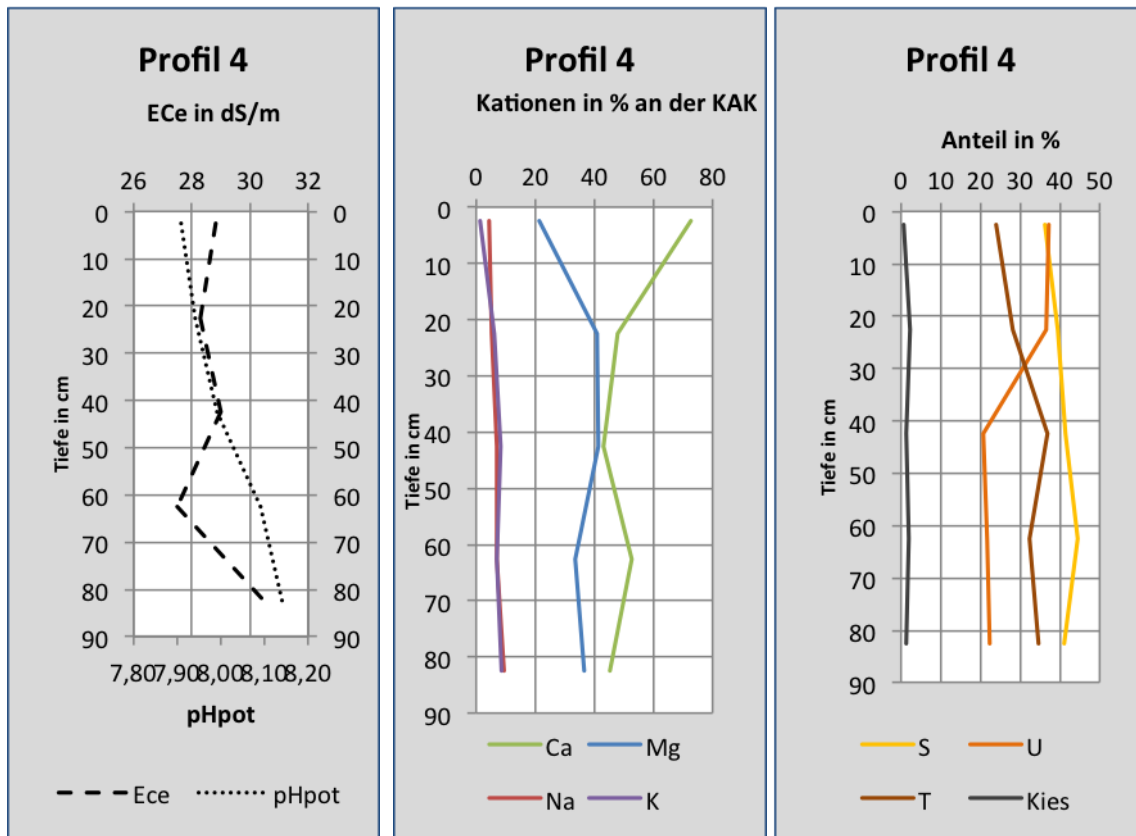 Profil 4
ECe in dS/m
26 28 30 32
0 0
10 10
20 20
30 30
40 40
50 50
60 60
70 70
80 80
90 90
Tiefe in cm
7,80 7,90 8,00 8,10 8,20
pHpot
Ece pHpot
Profil 4
Kationen in % an der KAK
0 20 40 60 80
0
10
20
30
40
50
60
70
80
90
Tiefe in cm
Ca Mg
Na K
Profil 4
Anteil in %
0 10 20 30 40 50
0
10
20
30
40
50
60
70
80
90
Tiefe in cm
S U
T Kies